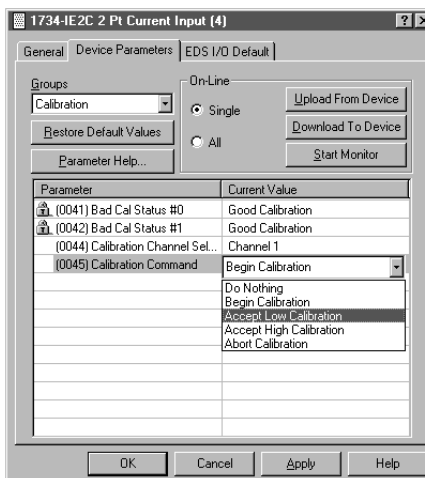 1734-IE2C 2 Pt Current Input (4)
General
Device Parameters
EDS I/O Default
Groups
Calibration
Restore Default Values
Parameter Help...
On-Line
Single
All
Upload From Device
Download To Device
Start Monitor
Parameter Current Value
(0041) Bad Cal Status #0 Good Calibration
(0042) Bad Cal Status #1 Good Calibration
(0044) Calibration Channel Sel... Channel 1
(0045) Calibration Command Begin Calibration
Do Nothing
Begin Calibration
Accept Low Calibration
Accept High Calibration
Abort Calibration
OK Cancel Apply Help